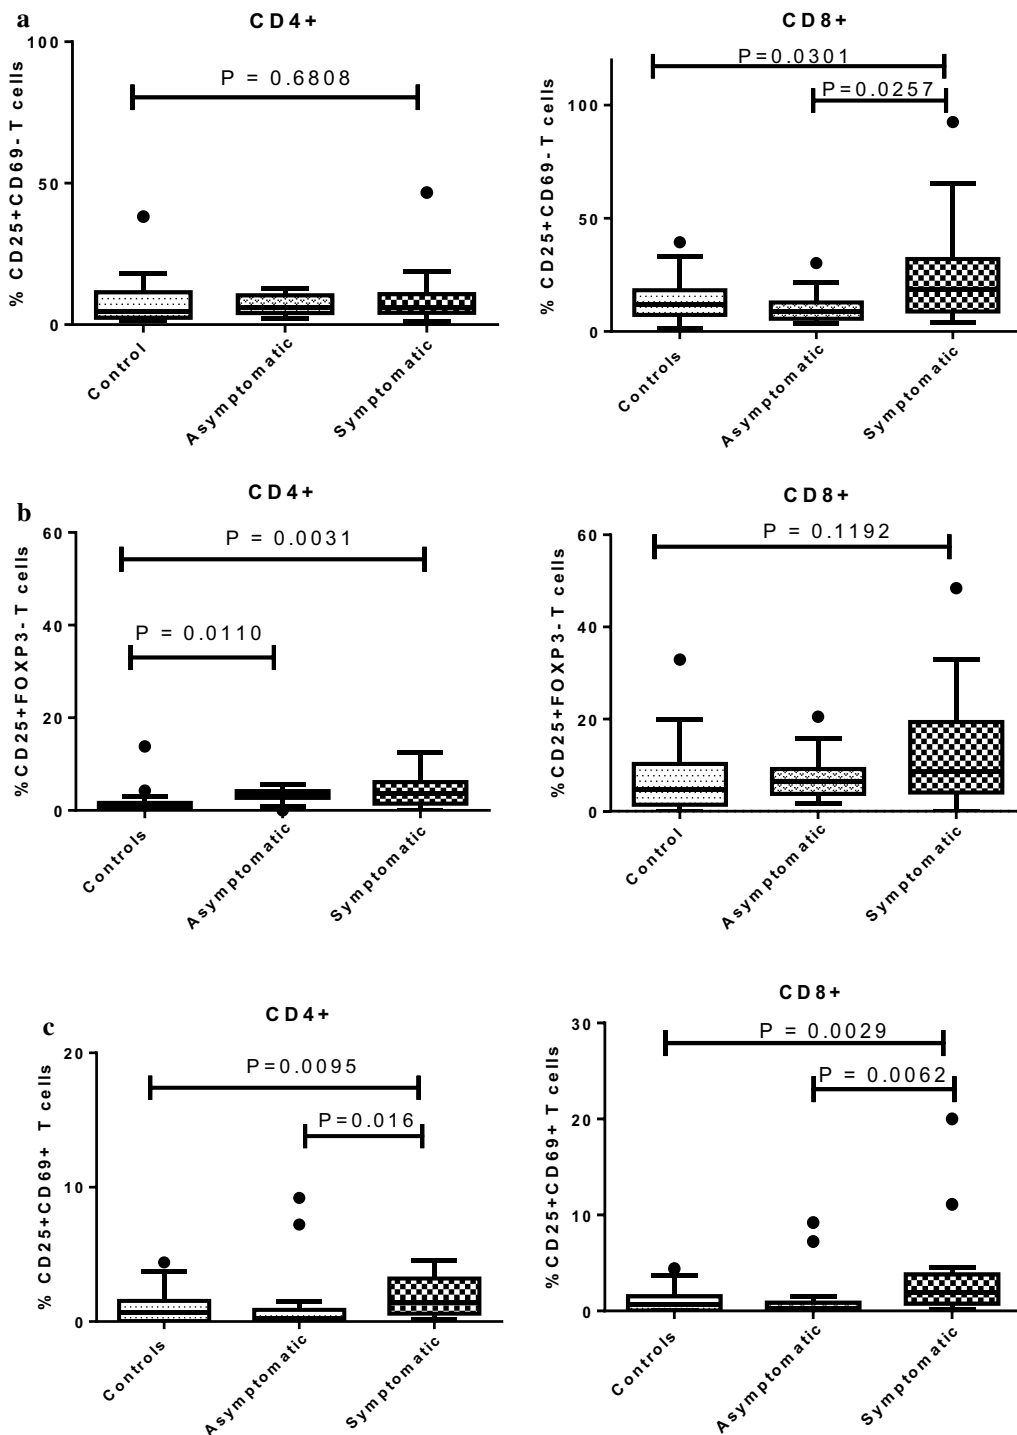 a
CD4+
% CD25+CD69- T cells
100
50
0
P = 0.6808
Control
Asymptomatic
Symptomatic
CD8+
% CD25+CD69- T cells
100
50
0
P=0.0301
P=0.0257
Controls
Asymptomatic
Symptomatic
b
CD4+
%CD25+FOXP3- T cells
60
40
20
0
P = 0.0031
P = 0.0110
Controls
Asymptomatic
Symptomatic
CD8+
%CD25+FOXP3- T cells
60
40
20
0
P = 0.1192
Control
Asymptomatic
Symptomatic
c
CD4+
% CD25+CD69+ T cells
20
10
0
P=0.0095
P=0.016
Controls
Asymptomatic
Symptomatic
CD8+
%CD25+CD69+ T cells
30
20
10
0
P = 0.0029
P = 0.0062
Controls
Asymptomatic
Symptomatic